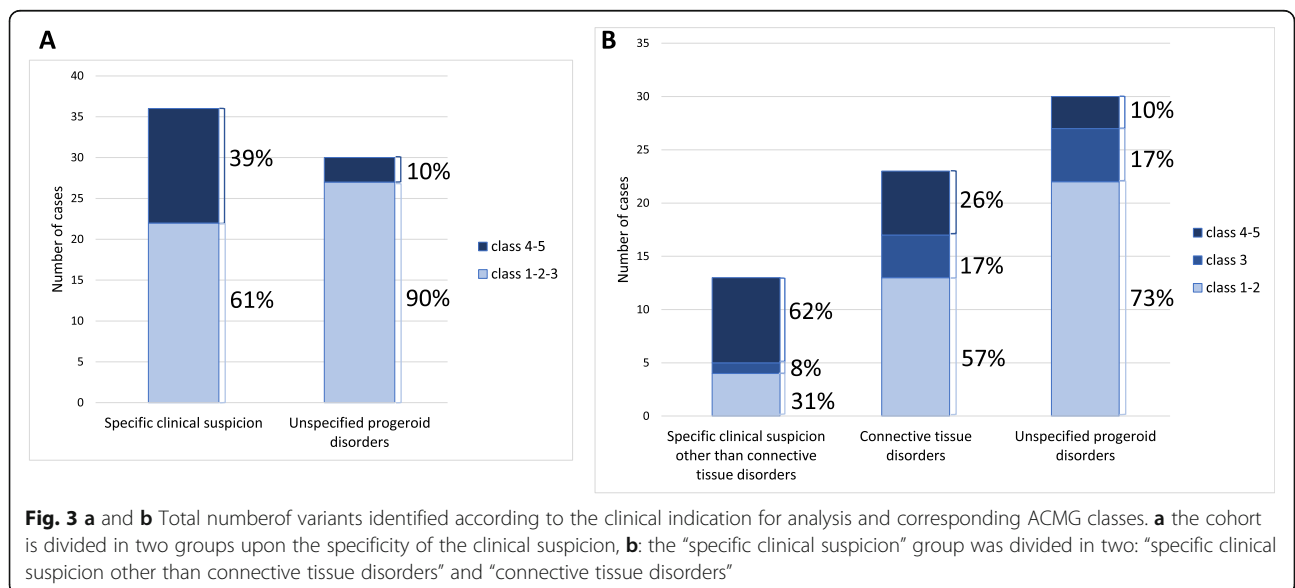 A
40
35
30
25
20
15
10
5
0
Number of cases
39%
61%
10%
90%
Specific clinical suspicion
Unspecified progeroid
disorders
class 4-5
class 1-2-3
B
35
30
25
20
15
10
5
0
Number of cases
62%
8%
31%
26%
17%
57%
10%
17%
73%
Specific clinical suspicion
other than connective
tissue disorders
Connective tissue
disorders
Unspecified progeroid
disorders
class 4-5
class 3
class 1-2
Fig. 3 a and b Total numberof variants identified according to the clinical indication for analysis and corresponding ACMG classes. a the cohort
is divided in two groups upon the specificity of the clinical suspicion, b: the “specific clinical suspicion” group was divided in two: “specific clinical
suspicion other than connective tissue disorders” and “connective tissue disorders”